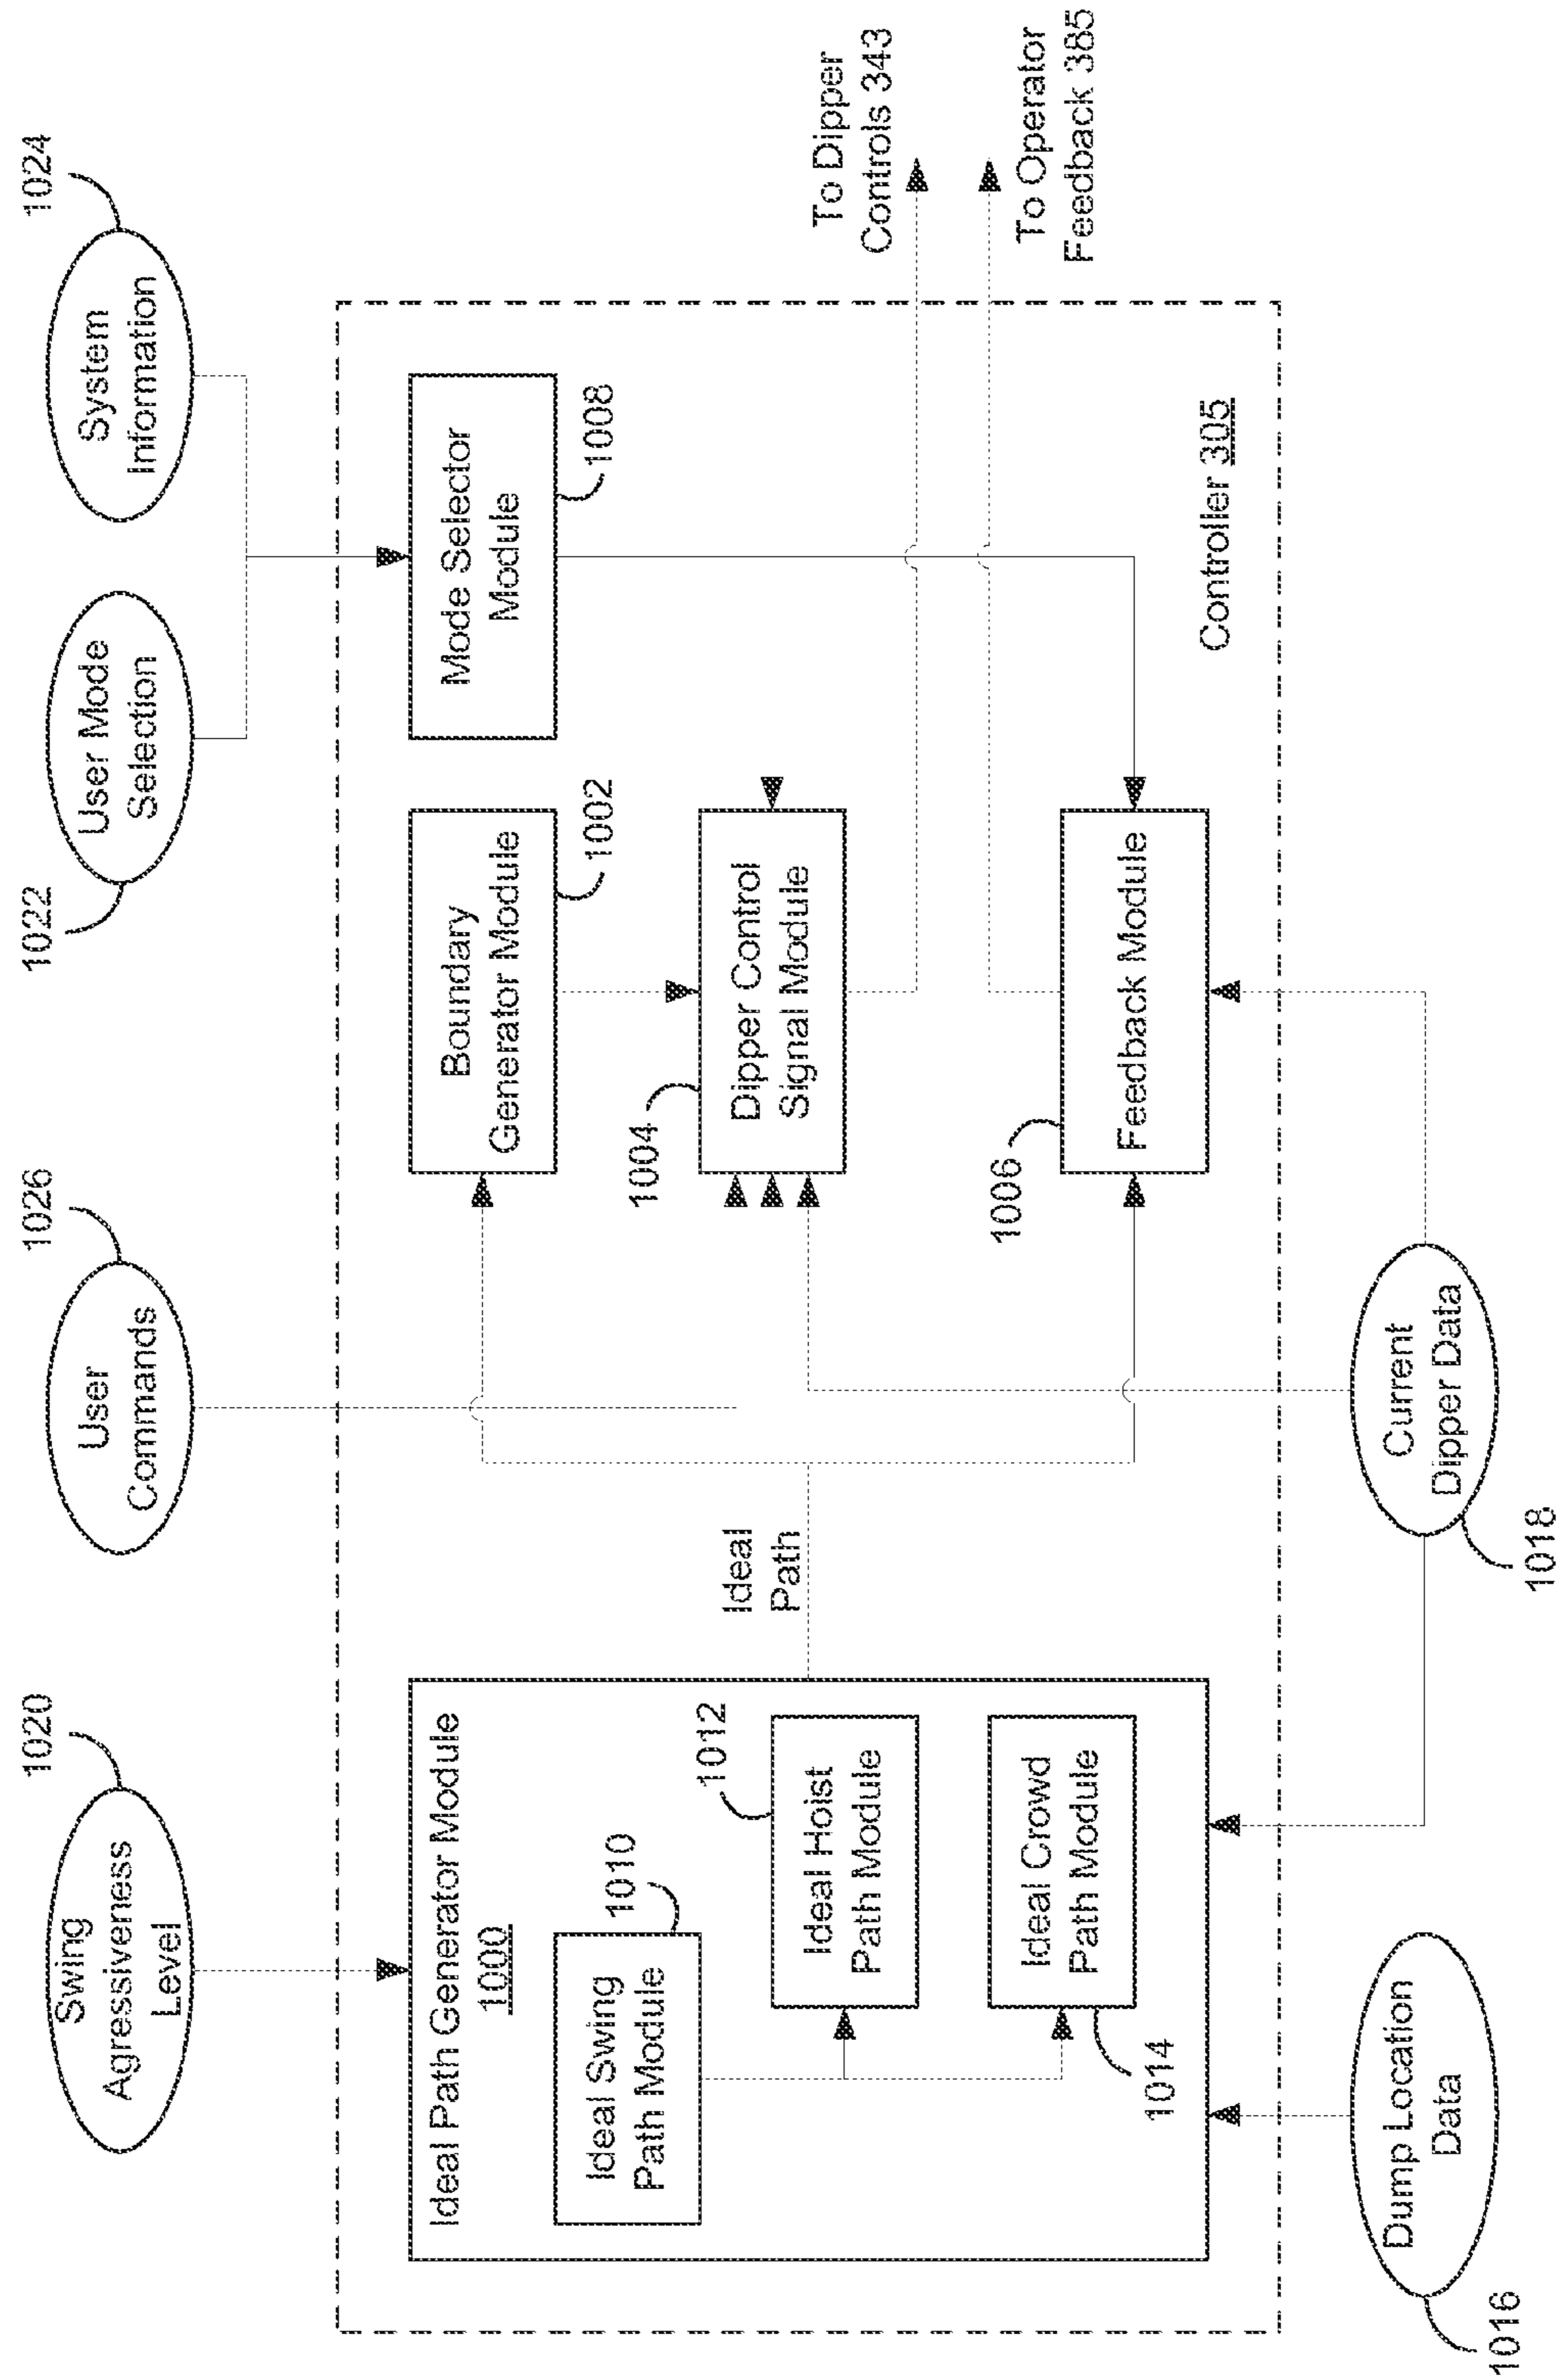 1020
Swing
Agressiveness
Level
1026
User
Commands
1022
User Mode
Selection
1024
System
Information
Ideal Path Generator Module
1000
Ideal Swing
Path Module
1010
Ideal Hoist
Path Module
1012
Ideal Crowd
Path Module
1014
Ideal
Path
Boundary
Generator Module
1002
1004
Dipper Control
Signal Module
1006
Feedback Module
Mode Selector
Module
1008
Controller 305
To Dipper
Controls 343
To Operator
Feedback 385
1016
Dump Location
Data
1018
Current
Dipper Data